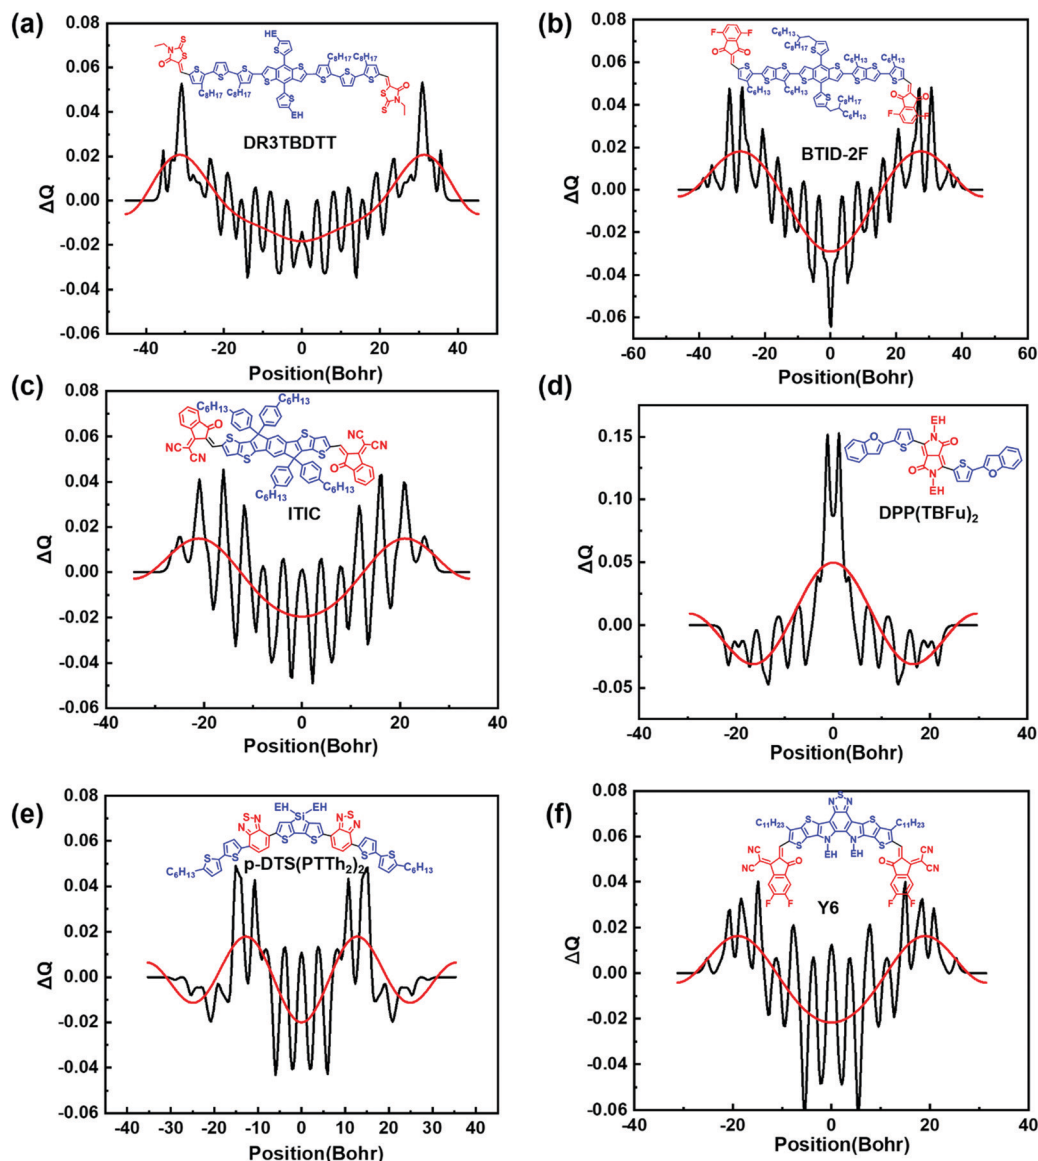 (a)
0.08
0.06
0.04
0.02
0.00
-0.02
-0.04
-0.06
ΔQ
-40 -20 0 20 40
Position(Bohr)
DR3TBDTT
HE
EH
C8H17 C8H17
C8H17
C8H17
N
S
S
O
(b)
0.10
0.08
0.06
0.04
0.02
0.00
-0.02
-0.04
-0.06
ΔQ
-60 -40 -20 0 20 40 60
Position(Bohr)
BTID-2F
C6H13
C8H17
C6H13
C6H13
C6H13
C6H13
C8H17
C6H13
F
F
O
O
S
(c)
0.08
0.06
0.04
0.02
0.00
-0.02
-0.04
-0.06
ΔQ
-40 -20 0 20 40
Position(Bohr)
ITIC
C6H13
C6H13
C6H13
C6H13
NC
CN
CN
CN
O
S
(d)
0.15
0.10
0.05
0.00
-0.05
ΔQ
-40 -20 0 20 40
Position(Bohr)
DPP(TBFu)2
EH
N
O
S
O
N
EH
(e)
0.08
0.06
0.04
0.02
0.00
-0.02
-0.04
-0.06
ΔQ
-40 -30 -20 -10 0 10 20 30 40
Position(Bohr)
p-DTS(PTTh2)2
EH EH
Si
N S N
N S N
C6H13
C6H13
(f)
0.08
0.06
0.04
0.02
0.00
-0.02
-0.04
-0.06
ΔQ
-40 -20 0 20 40
Position(Bohr)
Y6
C11H23
C11H23
N S N
N
N
EH
EH
NC
CN
CN
CN
O
O
F
F
F
F